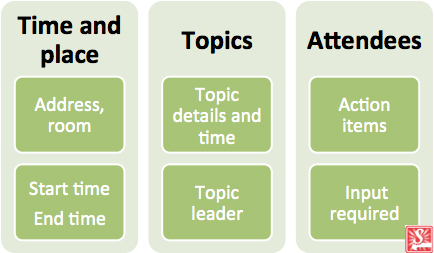 Time and
place
Address,
room
Start time
End time
Topics
Topic
details and
time
Topic
leader
Attendees
Action
items
Input
required